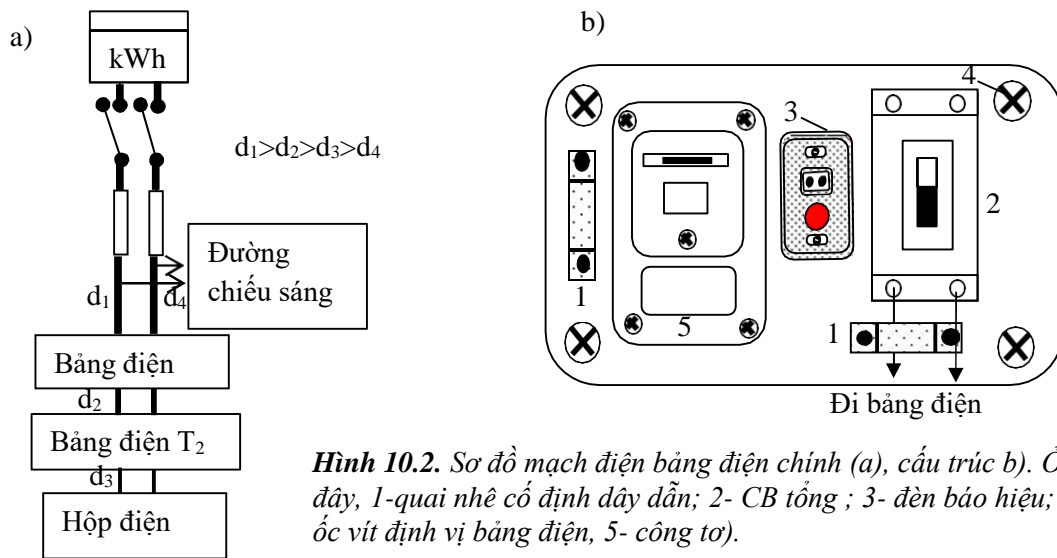 a)
kWh
d₁>d₂>d₃>d₄
Đường
chiếu sáng
d₁
d₄
Bảng điện
d₂
Bảng điện T₂
d₃
Hộp điện
b)
4
3
2
1
5
1
Đi bảng điện
Hình 10.2. Sơ đồ mạch điện bảng điện chính (a), cấu trúc b).
đây, 1-quai nhê cố định dây dẫn; 2- CB tổng ; 3- đèn báo hiệu;
ốc vít định vị bảng điện, 5- công tơ).